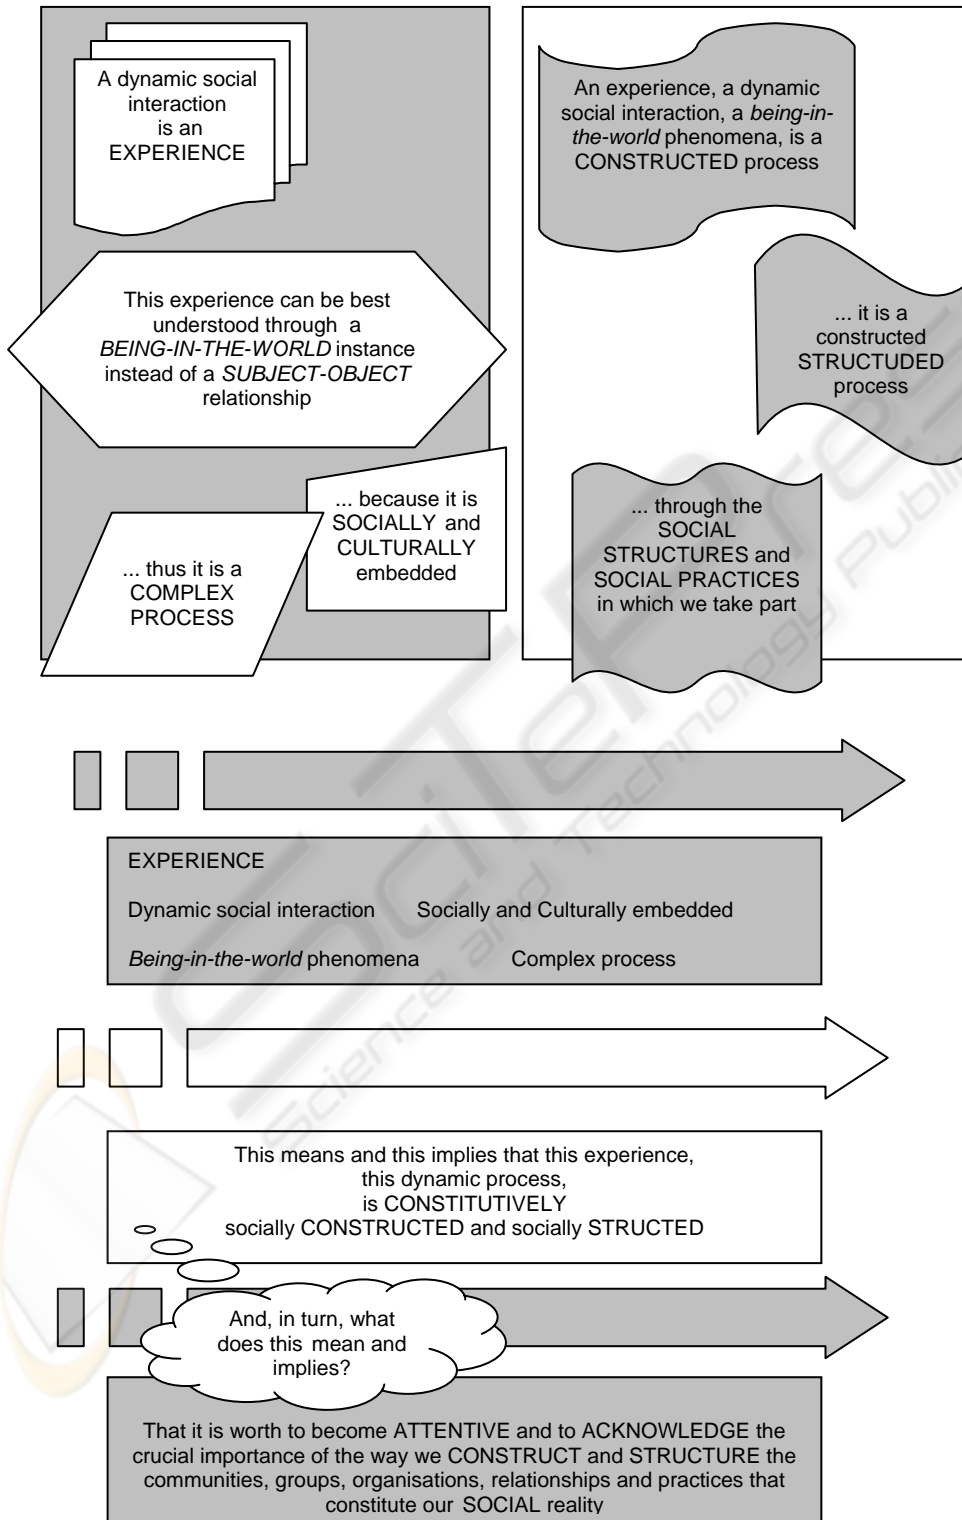 A dynamic social
interaction
is an
EXPERIENCE
This experience can be best
understood through a
BEING-IN-THE-WORLD instance
instead of a SUBJECT-OBJECT
relationship
... because it is
SOCIALLY and
CULTURALLY
embedded
... thus it is a
COMPLEX
PROCESS
An experience, a dynamic
social interaction, a being-in-
the-world phenomena, is a
CONSTRUCTED process
... it is a
constructed
STRUCTUDED
process
... through the
SOCIAL
STRUCTURES and
SOCIAL PRACTICES
in which we take part
EXPERIENCE
Dynamic social interaction Socially and Culturally embedded
Being-in-the-world phenomena Complex process
This means and this implies that this experience,
this dynamic process,
is CONSTITUTIVELY
socially CONSTRUCTED and socially STRUCTED
And, in turn, what
does this mean and
implies?
That it is worth to become ATTENTIVE and to ACKNOWLEDGE the
crucial importance of the way we CONSTRUCT and STRUCTURE the
communities, groups, organisations, relationships and practices that
constitute our SOCIAL reality
SciTePress
Science and Technology Public